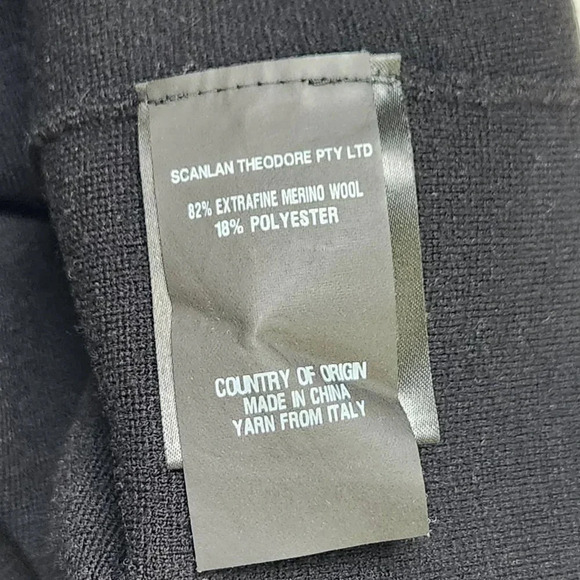 SCANLAN THEODORE PTY LTD
82% EXTRAFINE MERINO WOOL
18% POLYESTER
COUNTRY OF ORIGIN
MADE IN CHINA
YARN FROM ITALY